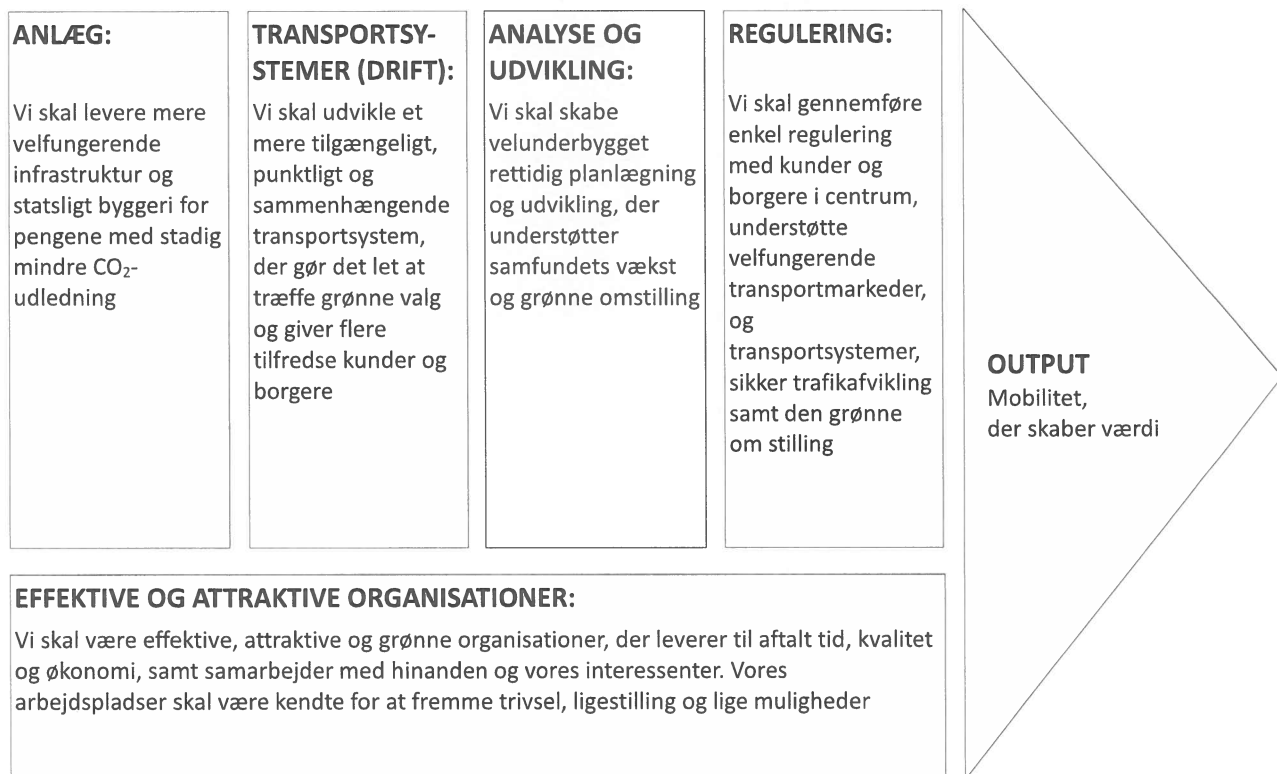 ANLÆG:
Vi skal levere mere
velfungerende
infrastruktur og
statsligt byggeri for
pengene med stadig
mindre CO₂-
udledning
TRANSPORTSY-
STEMER (DRIFT):
Vi skal udvikle et
mere tilgængeligt,
punktligt og
sammenhængende
transportsystem,
der gør det let at
træffe grønne valg
og giver flere
tilfredse kunder og
borgere
ANALYSE OG
UDVIKLING:
Vi skal skabe
velunderbygget
rettidig planlægning
og udvikling, der
understøtter
samfundets vækst
og grønne omstilling
REGULERING:
Vi skal gennemføre
enkel regulering
med kunder og
borgere i centrum,
understøtte
velfungerende
transportmarkeder,
og
transportsystemer,
sikker trafikafvikling
samt den grønne
om stilling
OUTPUT
Mobilitet,
der skaber værdi
EFFEKTIVE OG ATTRAKTIVE ORGANISATIONER:
Vi skal være effektive, attraktive og grønne organisationer, der leverer til aftalt tid, kvalitet
og økonomi, samt samarbejder med hinanden og vores interessenter. Vores
arbejdspladser skal være kendte for at fremme trivsel, ligestilling og lige muligheder